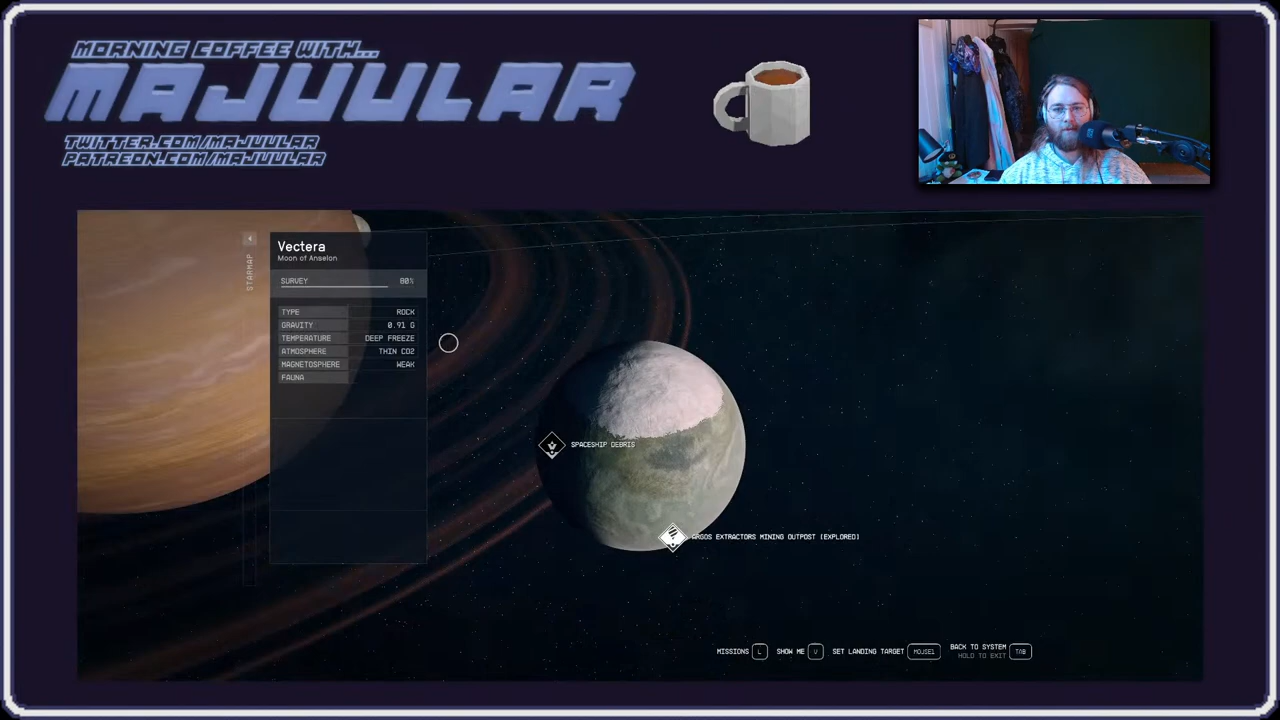 MORNING COFFEE WITH...
MAJUULAR
TWITTER.COM/MAJUULAR
PATREON.COM/MAJUULAR
STARMAP
Vectera
Moon of Anselon
SURVEY 80%
TYPE ROCK
GRAVITY 0.91 G
TEMPERATURE DEEP FREEZE
ATMOSPHERE THIN CO2
MAGNETOSPHERE WEAK
FAUNA
SPACESHIP DEBRIS
ARGOS EXTRACTORS MINING OUTPOST [EXPLORED]
MISSIONS L SHOW ME V SET LANDING TARGET MOUSE1 BACK TO SYSTEM TAB
HOLD TO EXIT